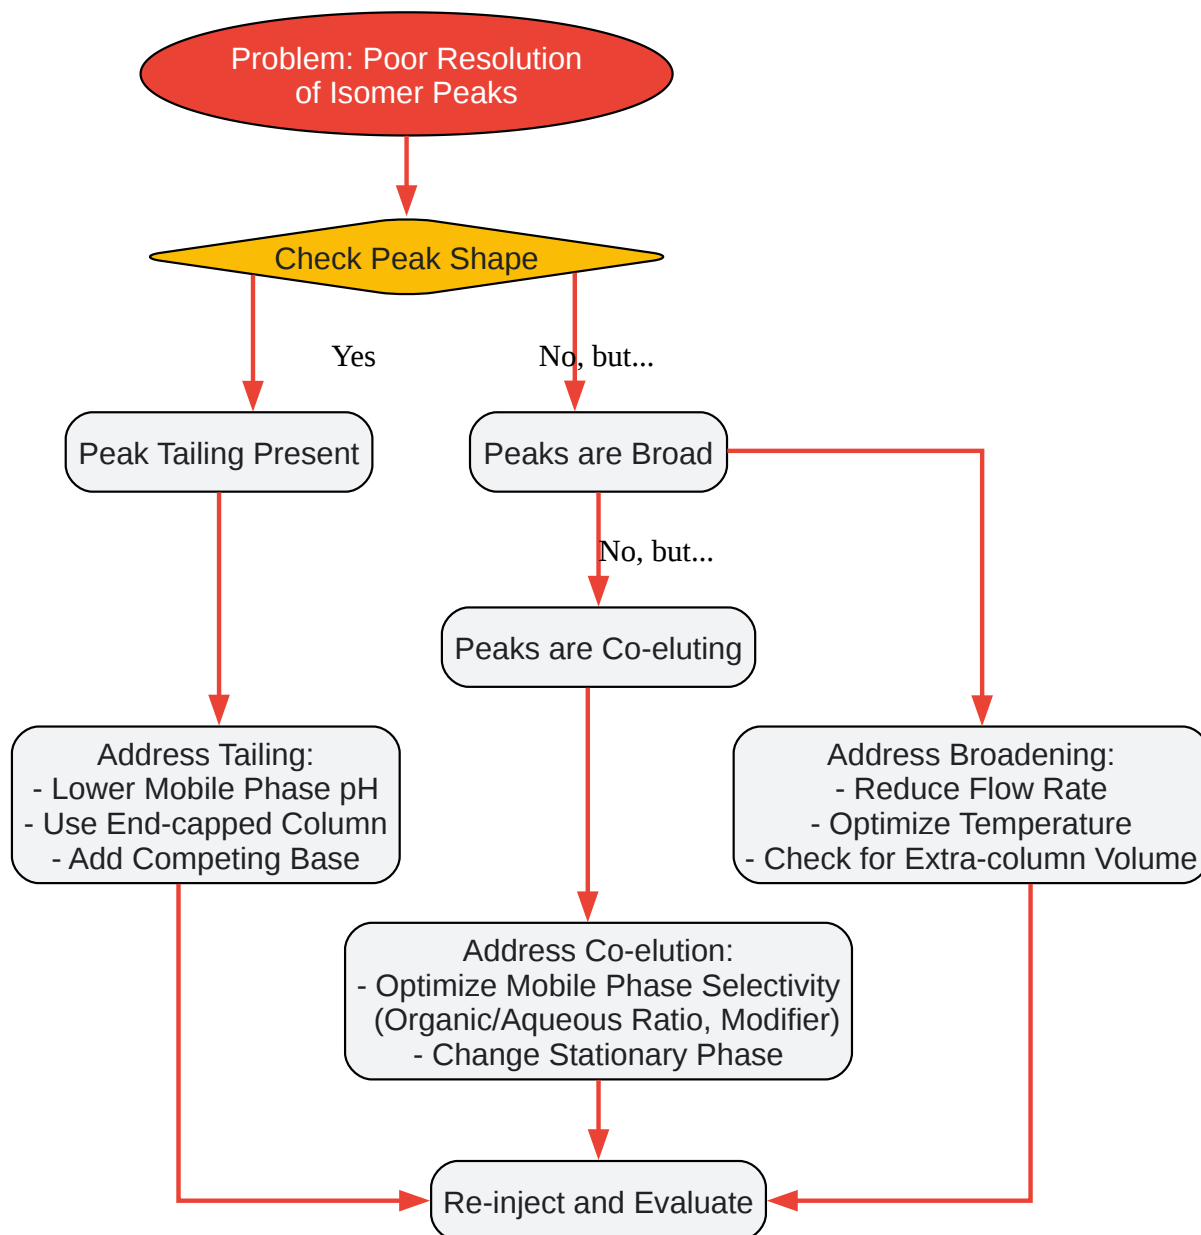 Problem: Poor Resolution
of Isomer Peaks
Check Peak Shape
Yes
No, but...
Peak Tailing Present
Peaks are Broad
No, but...
Peaks are Co-eluting
Address Tailing:
- Lower Mobile Phase pH
- Use End-capped Column
- Add Competing Base
Address Broadening:
- Reduce Flow Rate
- Optimize Temperature
- Check for Extra-column Volume
Address Co-elution:
- Optimize Mobile Phase Selectivity
(Organic/Aqueous Ratio, Modifier)
- Change Stationary Phase
Re-inject and Evaluate